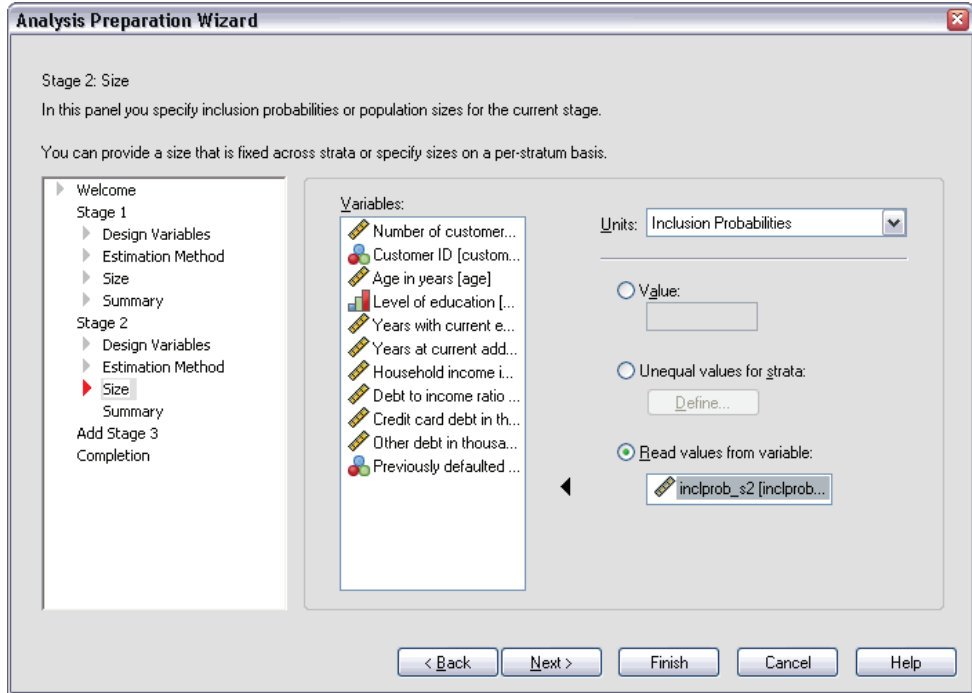 Analysis Preparation Wizard
Stage 2: Size
In this panel you specify inclusion probabilities or population sizes for the current stage.
You can provide a size that is fixed across strata or specify sizes on a per-stratum basis.
Welcome
Stage 1
Design Variables
Estimation Method
Size
Summary
Stage 2
Design Variables
Estimation Method
Size
Summary
Add Stage 3
Completion
Variables:
Number of customer...
Customer ID [custom...
Age in years [age]
Level of education [...
Years with current e...
Years at current add...
Household income i...
Debt to income ratio ...
Credit card debt in th...
Other debt in thousa...
Previously defaulted ...
Units: Inclusion Probabilities
Value:
Unequal values for strata:
Define...
Read values from variable:
inclprob_s2 [inclprob...
< Back Next > Finish Cancel Help